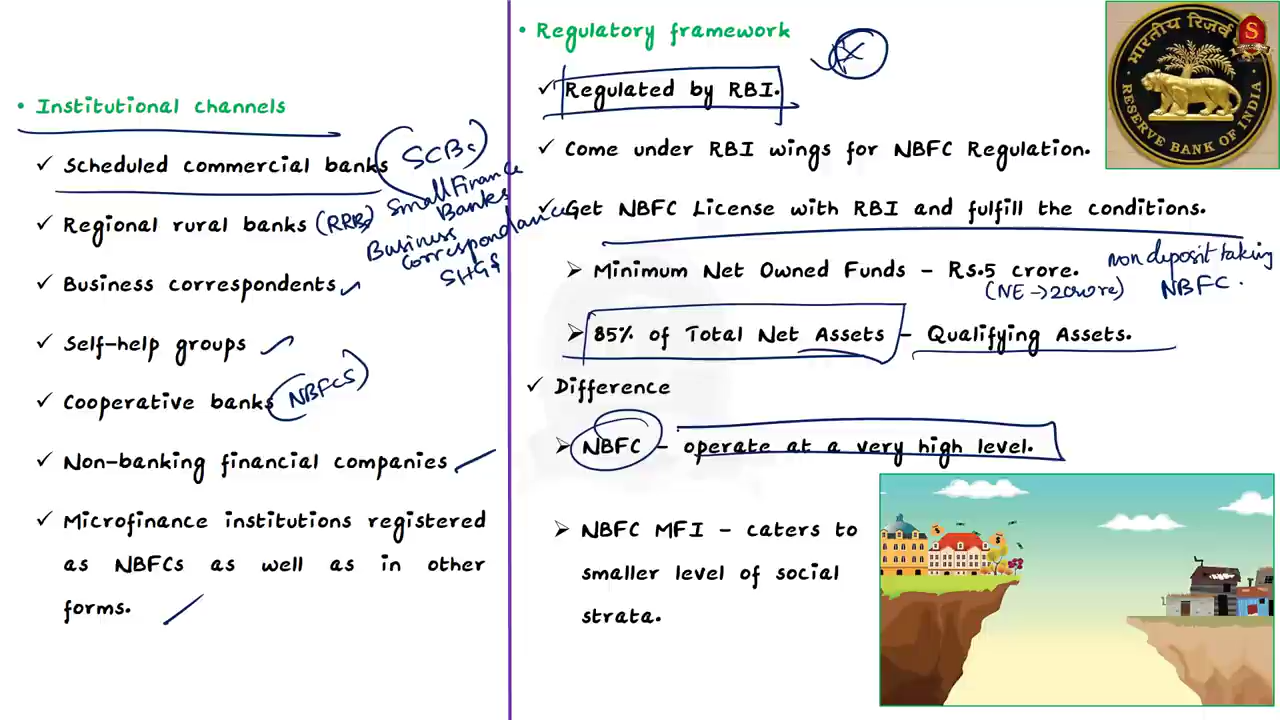 • Institutional channels
✓ Scheduled commercial banks
(SCBs)
Small Finance
Banks
✓ Regional rural banks (RRBs)
Business
correspondance
SHGs
✓ Business correspondents
✓ Self-help groups
✓ Cooperative banks
(NBFCs)
✓ Non-banking financial companies
✓ Microfinance institutions registered
as NBFCs as well as in other
forms.
• Regulatory framework
✓ Regulated by RBI.
✓ Come under RBI wings for NBFC Regulation.
✓ Get NBFC License with RBI and fulfill the conditions.
➤ Minimum Net Owned Funds – Rs.5 crore.
(NE → 2 crore)
non deposit taking
NBFC.
➤ 85% of Total Net Assets – Qualifying Assets.
✓ Difference
➤ NBFC – operate at a very high level.
➤ NBFC MFI – caters to
smaller level of social
strata.
भारतीय रिज़र्व बैंक
RESERVE BANK OF INDIA
S